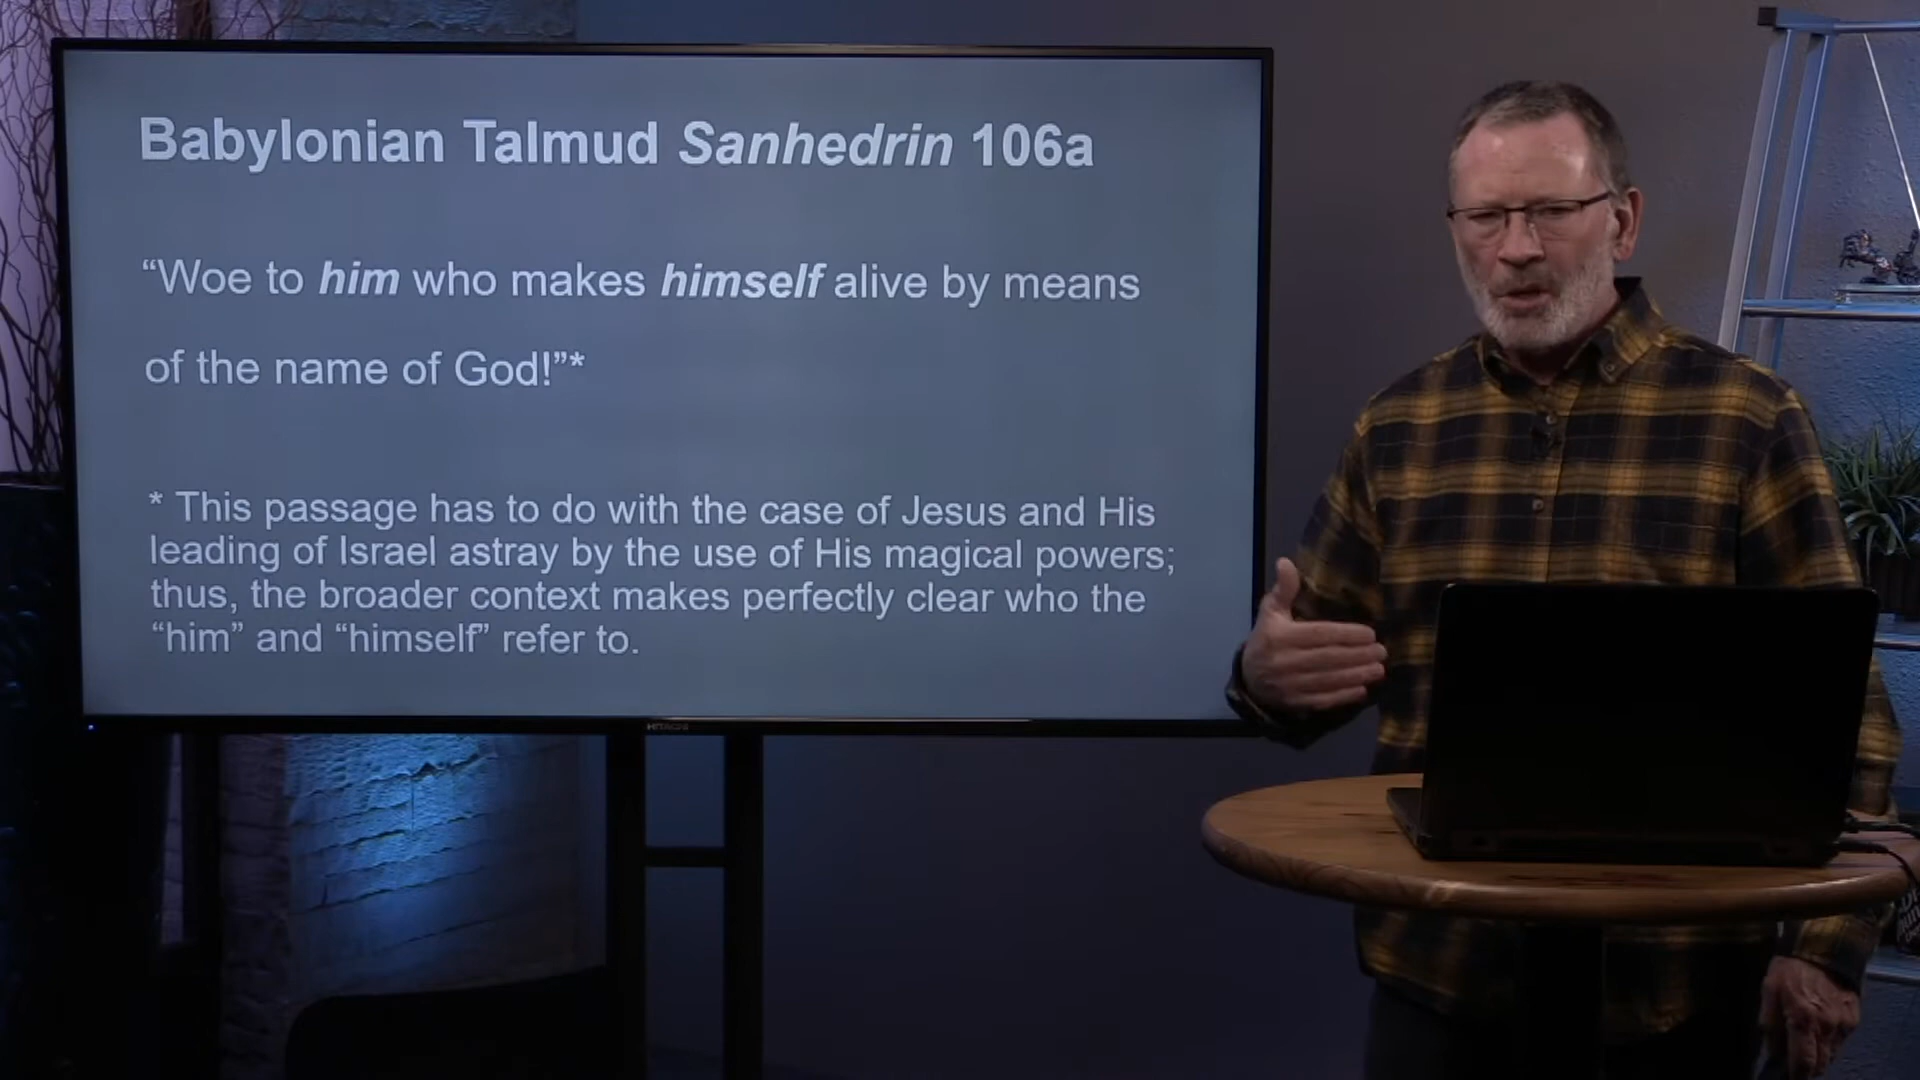 Babylonian Talmud Sanhedrin 106a
“Woe to him who makes himself alive by means
of the name of God!”*
* This passage has to do with the case of Jesus and His
leading of Israel astray by the use of His magical powers;
thus, the broader context makes perfectly clear who the
“him” and “himself” refer to.
HITACHI